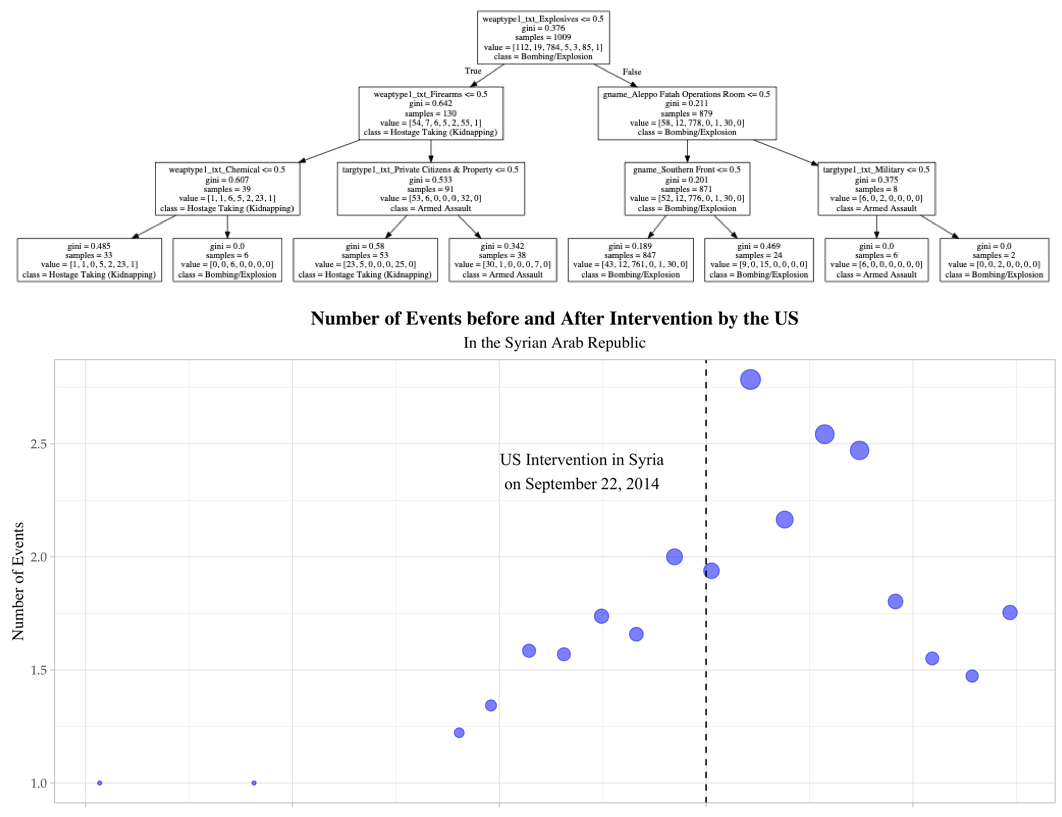 weaptype1_txt_Explosives <= 0.5
gini = 0.376
samples = 1009
value = [112, 19, 784, 5, 3, 85, 1]
class = Bombing/Explosion
True
False
weaptype1_txt_Firearms <= 0.5
gini = 0.642
samples = 130
value = [54, 7, 6, 5, 2, 55, 1]
class = Hostage Taking (Kidnapping)
gname_Aleppo Fatah Operations Room <= 0.5
gini = 0.211
samples = 879
value = [58, 12, 778, 0, 1, 30, 0]
class = Bombing/Explosion
weaptype1_txt_Chemical <= 0.5
gini = 0.607
samples = 39
value = [1, 1, 6, 5, 2, 23, 1]
class = Hostage Taking (Kidnapping)
targtype1_txt_Private Citizens & Property <= 0.5
gini = 0.533
samples = 91
value = [53, 6, 0, 0, 0, 32, 0]
class = Armed Assault
gname_Southern Front <= 0.5
gini = 0.201
samples = 871
value = [52, 12, 776, 0, 1, 30, 0]
class = Bombing/Explosion
targtype1_txt_Military <= 0.5
gini = 0.375
samples = 8
value = [6, 0, 2, 0, 0, 0, 0]
class = Armed Assault
gini = 0.485
samples = 33
value = [1, 1, 0, 5, 2, 23, 1]
class = Hostage Taking (Kidnapping)
gini = 0.0
samples = 6
value = [0, 0, 6, 0, 0, 0, 0]
class = Bombing/Explosion
gini = 0.58
samples = 53
value = [23, 5, 0, 0, 0, 25, 0]
class = Hostage Taking (Kidnapping)
gini = 0.342
samples = 38
value = [30, 1, 0, 0, 0, 7, 0]
class = Armed Assault
gini = 0.189
samples = 847
value = [43, 12, 761, 0, 1, 30, 0]
class = Bombing/Explosion
gini = 0.469
samples = 24
value = [9, 0, 15, 0, 0, 0, 0]
class = Bombing/Explosion
gini = 0.0
samples = 6
value = [6, 0, 0, 0, 0, 0, 0]
class = Armed Assault
gini = 0.0
samples = 2
value = [0, 0, 2, 0, 0, 0, 0]
class = Bombing/Explosion
Number of Events before and After Intervention by the US
In the Syrian Arab Republic
US Intervention in Syria
on September 22, 2014
Number of Events
2.5
2.0
1.5
1.0